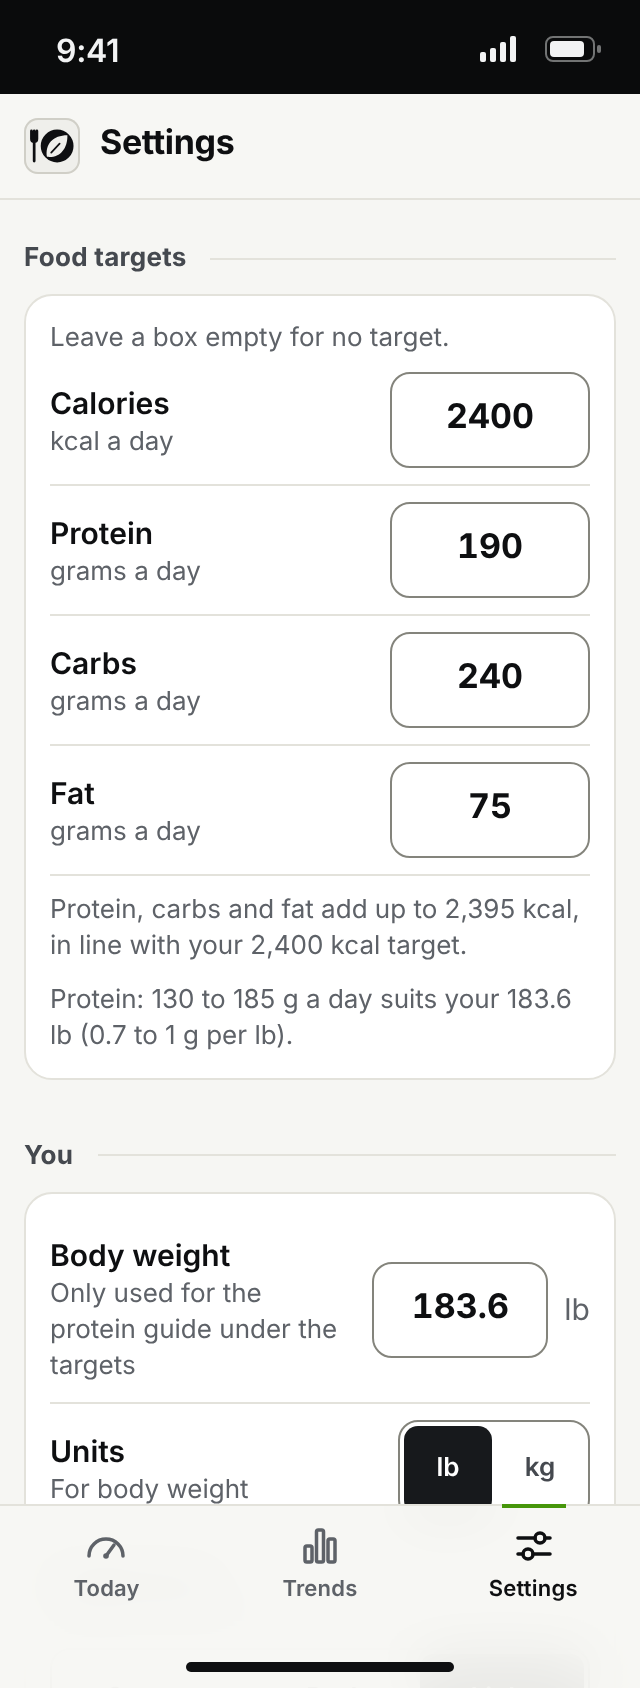 9:41
Settings
Food targets
Leave a box empty for no target.
Calories
kcal a day
2400
Protein
grams a day
190
Carbs
grams a day
240
Fat
grams a day
75
Protein, carbs and fat add up to 2,395 kcal,
in line with your 2,400 kcal target.
Protein: 130 to 185 g a day suits your 183.6
lb (0.7 to 1 g per lb).
You
Body weight
Only used for the
protein guide under the
targets
183.6
lb
Units
For body weight
lb
kg
Today
Trends
Settings